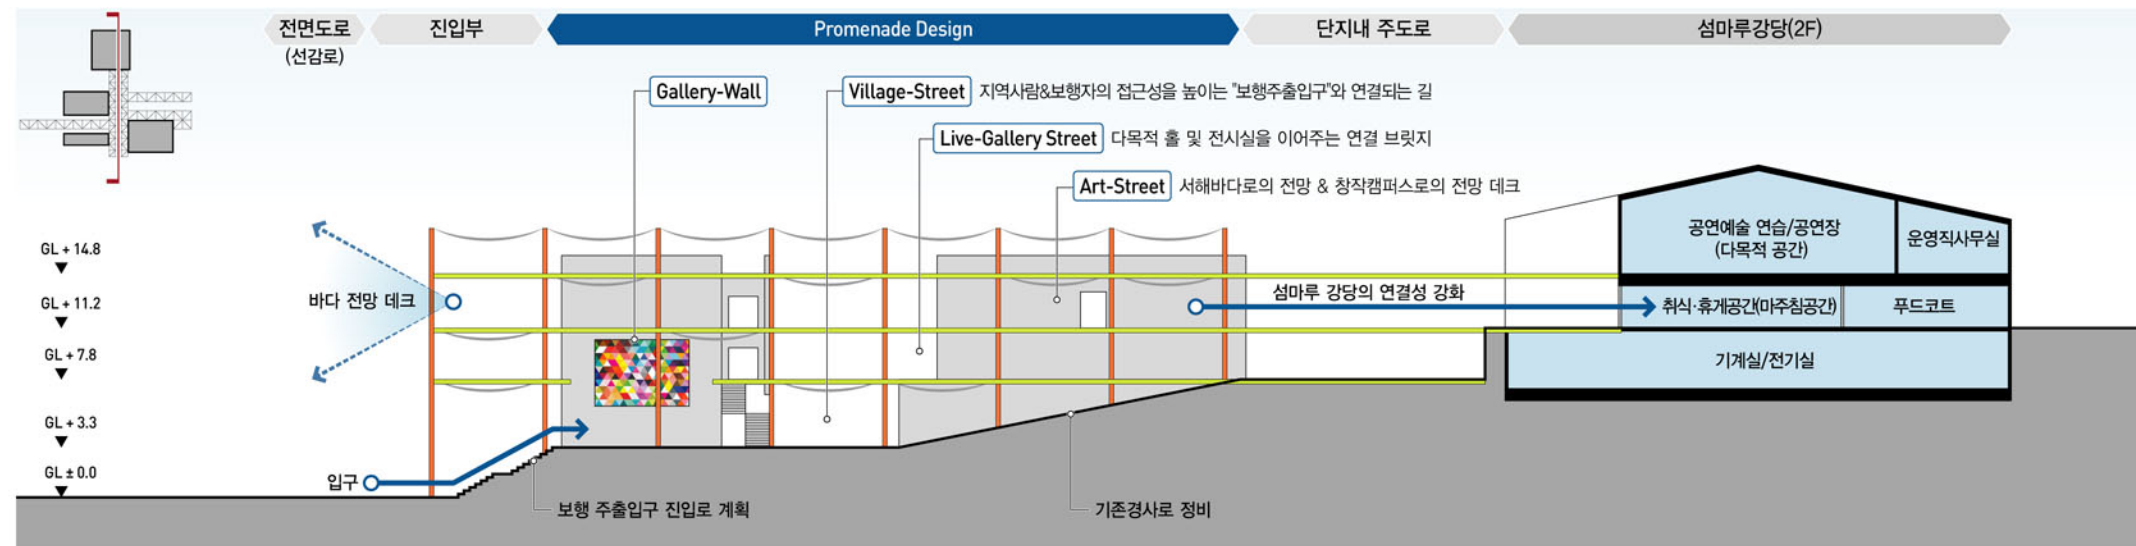 전면도로
(선감로)
진입부
Promenade Design
단지내 주도로
섬마루강당(2F)
Gallery-Wall
Village-Street 지역사람&보행자의 접근성을 높이는 "보행주출입구"와 연결되는 길
Live-Gallery Street 다목적 홀 및 전시실을 이어주는 연결 브릿지
Art-Street 서해바다로의 전망 & 창작캠퍼스로의 전망 데크
GL + 14.8
GL + 11.2
GL + 7.8
GL + 3.3
GL ± 0.0
바다 전망 데크
섬마루 강당의 연결성 강화
공연예술 연습/공연장
(다목적 공간)
운영직사무실
취식·휴게공간(마주침공간)
푸드코트
기계실/전기실
입구
보행 주출입구 진입로 계획
기존경사로 정비